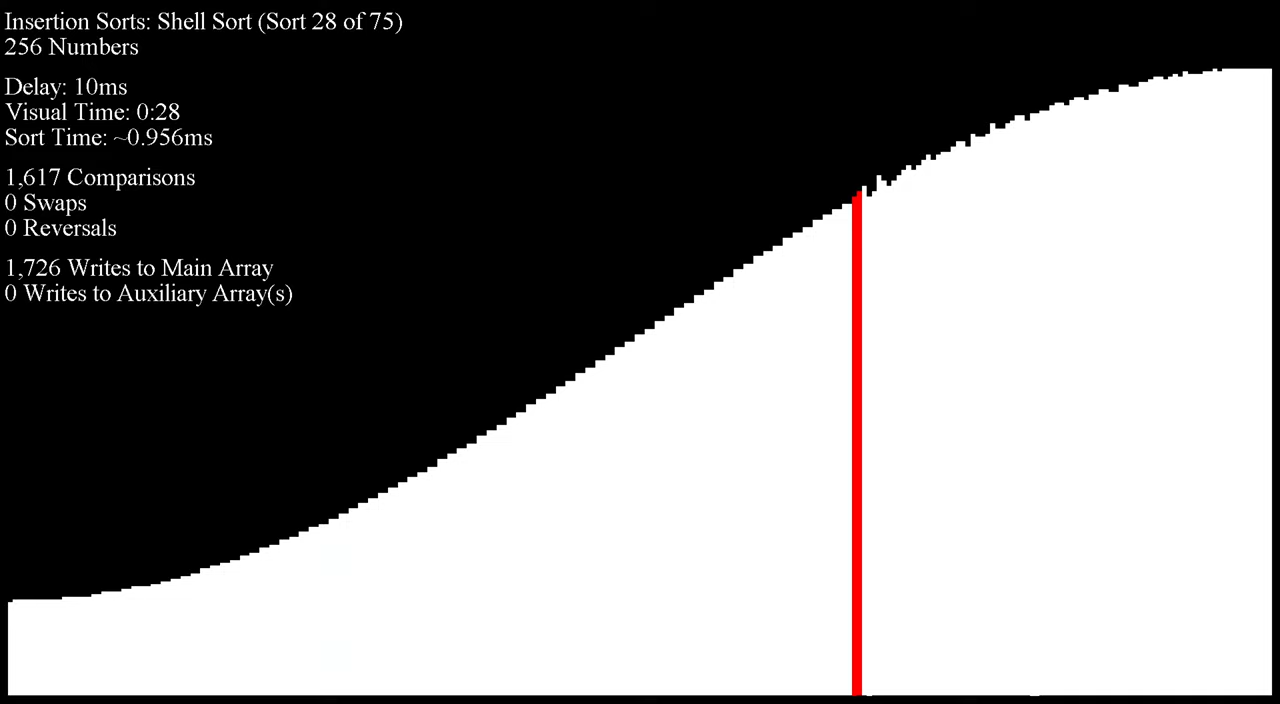 Insertion Sorts: Shell Sort (Sort 28 of 75)
256 Numbers
Delay: 10ms
Visual Time: 0:28
Sort Time: ~0.956ms
1,617 Comparisons
0 Swaps
0 Reversals
1,726 Writes to Main Array
0 Writes to Auxiliary Array(s)